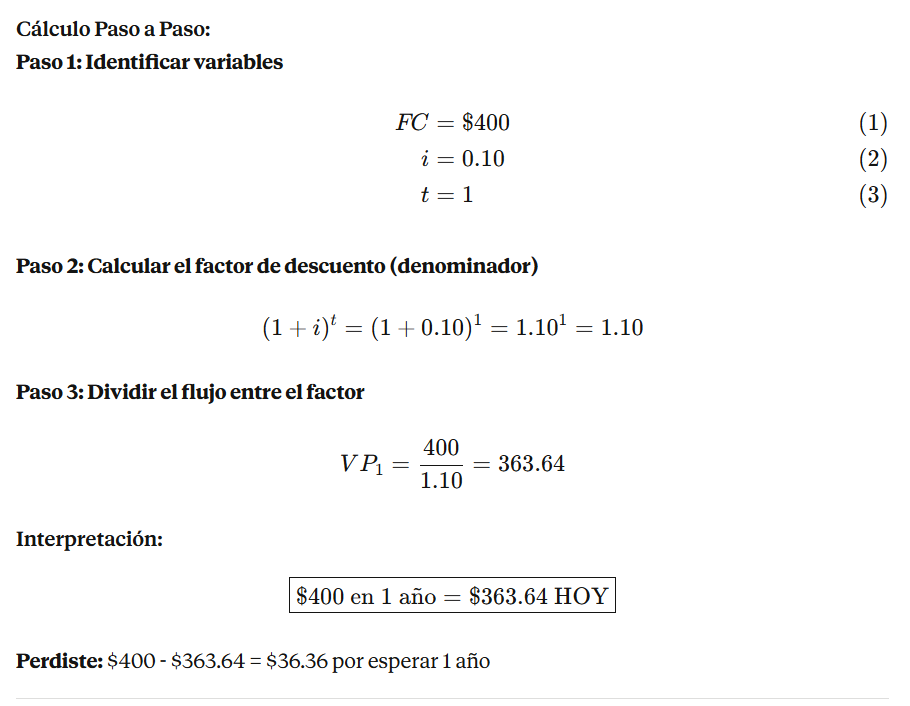 Cálculo Paso a Paso:
Paso 1: Identificar variables
FC = $400 (1)
i = 0.10 (2)
t = 1 (3)
Paso 2: Calcular el factor de descuento (denominador)
(1 + i)^t = (1 + 0.10)^1 = 1.10^1 = 1.10
Paso 3: Dividir el flujo entre el factor
VP_1 = 400/1.10 = 363.64
Interpretación:
$400 en 1 año = $363.64 HOY
Perdiste: $400 - $363.64 = $36.36 por esperar 1 año